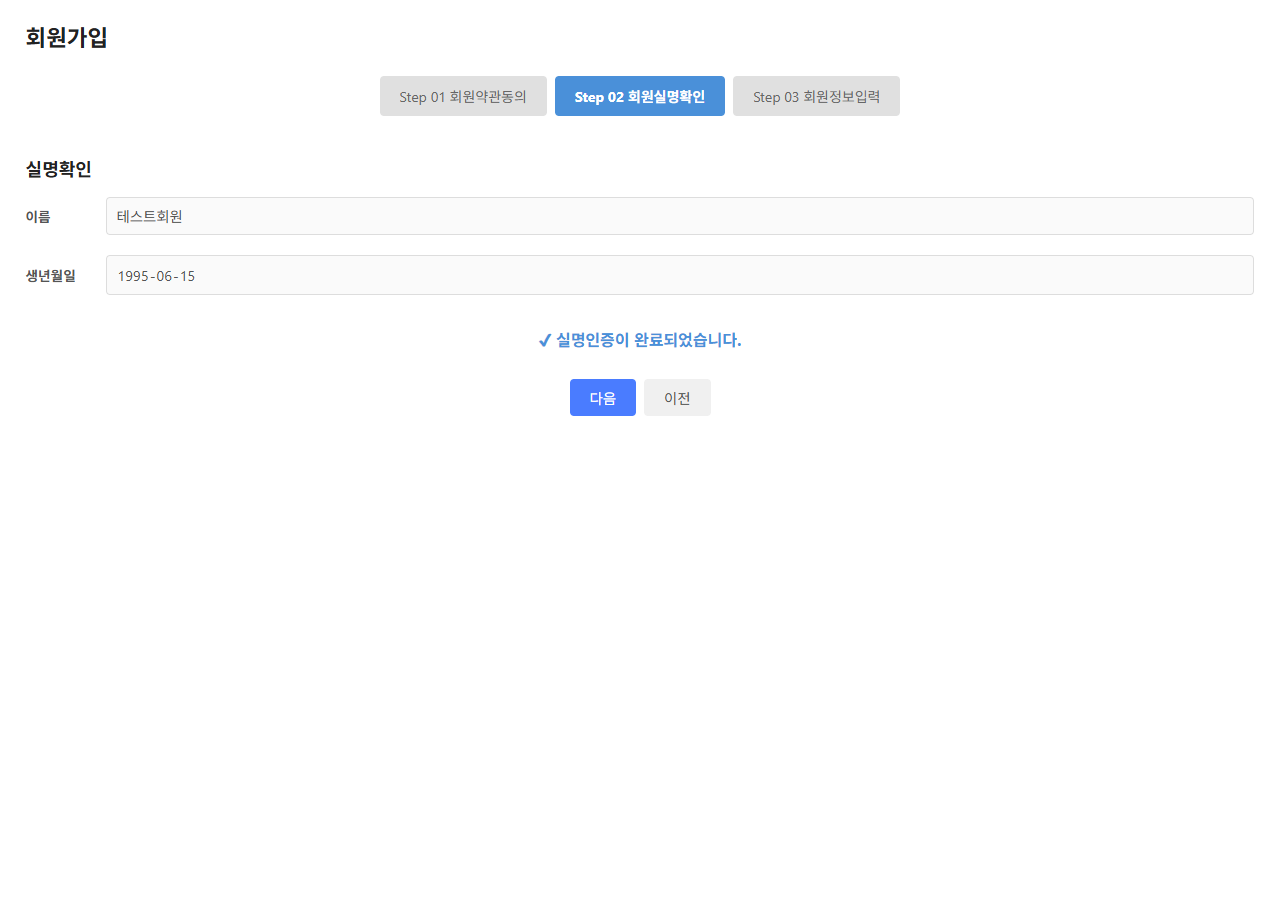 회원가입
Step 01 회원약관동의 Step 02 회원실명확인 Step 03 회원정보입력
실명확인
이름 테스트회원
생년월일 1995-06-15
✔ 실명인증이 완료되었습니다.
다음 이전